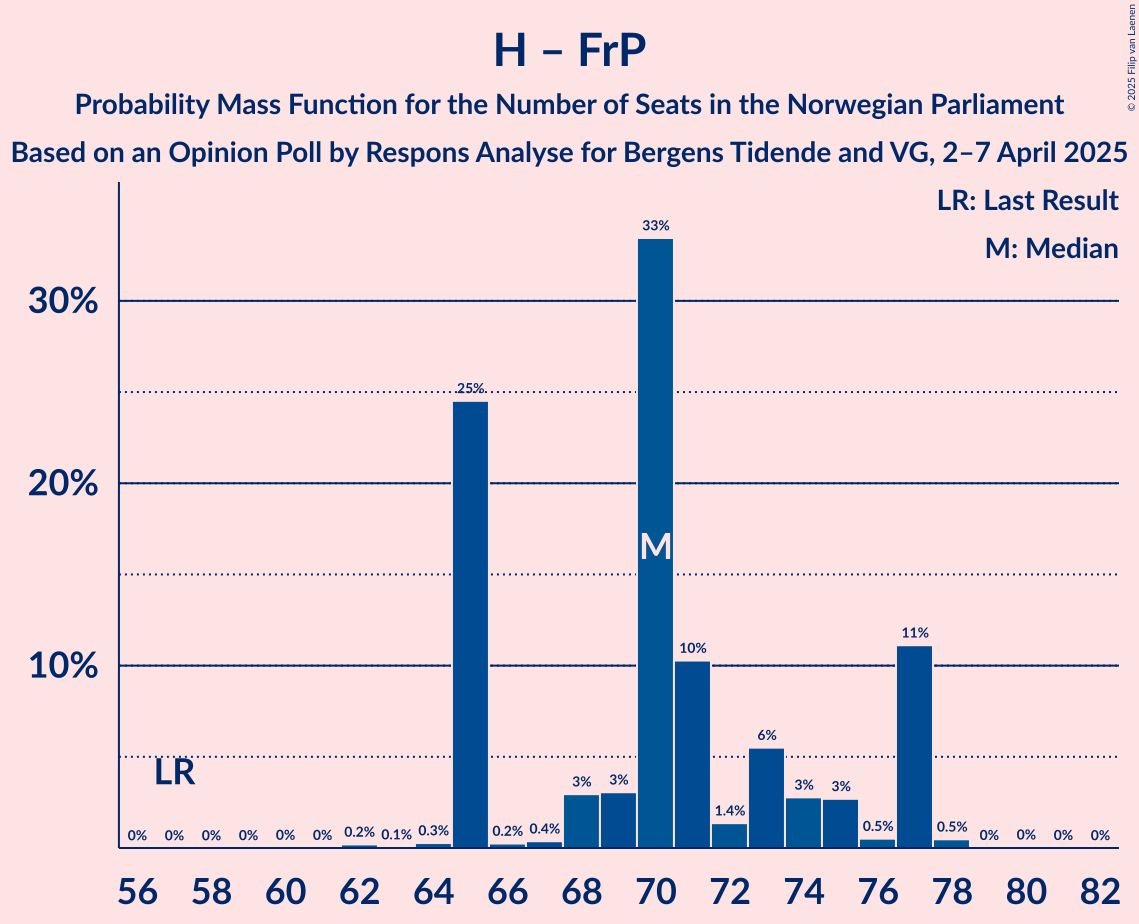 H – FrP
Probability Mass Function for the Number of Seats in the Norwegian Parliament
Based on an Opinion Poll by Respons Analyse for Bergens Tidende and VG, 2–7 April 2025
© 2025 Filip van Laenen
LR: Last Result
M: Median
30%
20%
10%
33%
25%
M
11%
10%
6%
LR
3%
3%
3%
3%
1.4%
0% 0% 0% 0% 0% 0% 0.2% 0.1% 0.3% 0.2% 0.4% 0.5% 0.5% 0% 0% 0% 0%
56 58 60 62 64 66 68 70 72 74 76 78 80 82